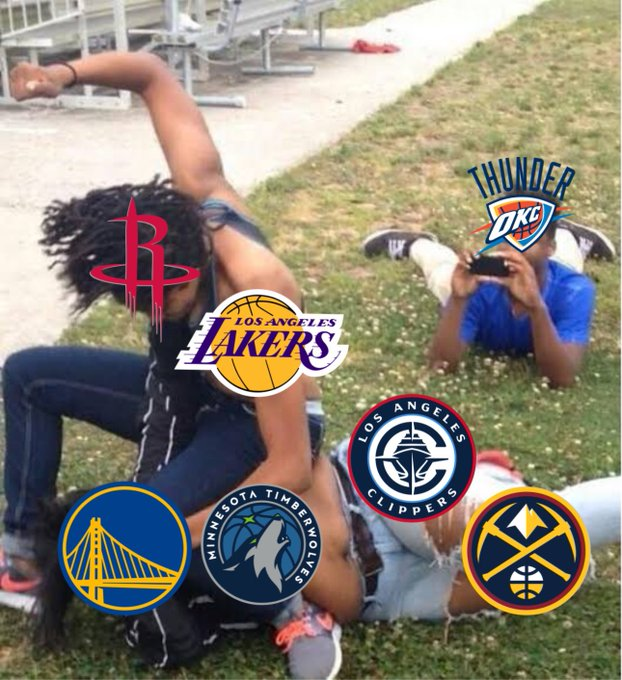 THUNDER
OKC
LOS ANGELES
LAKERS
LOS ANGELES
CLIPPERS
MINNESOTA TIMBERWOLVES